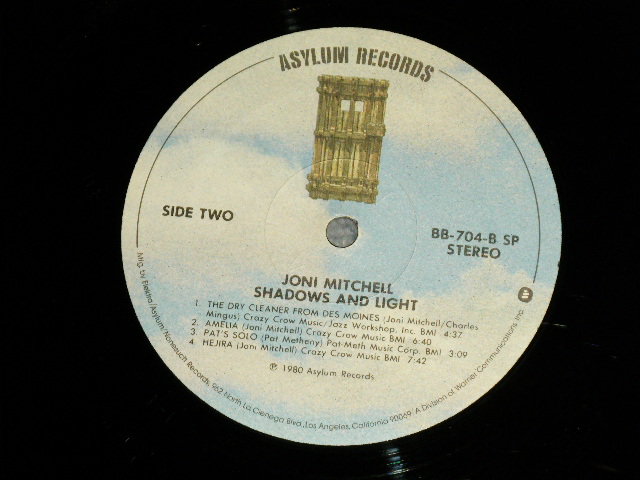 ASYLUM RECORDS
SIDE TWO
BB-704-B SP
STEREO
JONI MITCHELL
SHADOWS AND LIGHT
1. THE DRY CLEANER FROM DES MOINES (Joni Mitchell/Charles
Mingus) Crazy Crow Music/Jazz Workshop, Inc. BMI 4:37
2. AMELIA (Joni Mitchell) Crazy Crow Music BMI 6:40
3. PAT'S SOLO (Pat Metheny) Pat-Meth Music Corp. BMI 3:09
4. HEJIRA (Joni Mitchell) Crazy Crow Music BMI 7:42
℗ 1980 Asylum Records
Mfg. by Elektra/Asylum/Nonesuch Records, 962 North La Cienega Blvd., Los Angeles, California 90069. A Division of Warner Communications Inc.